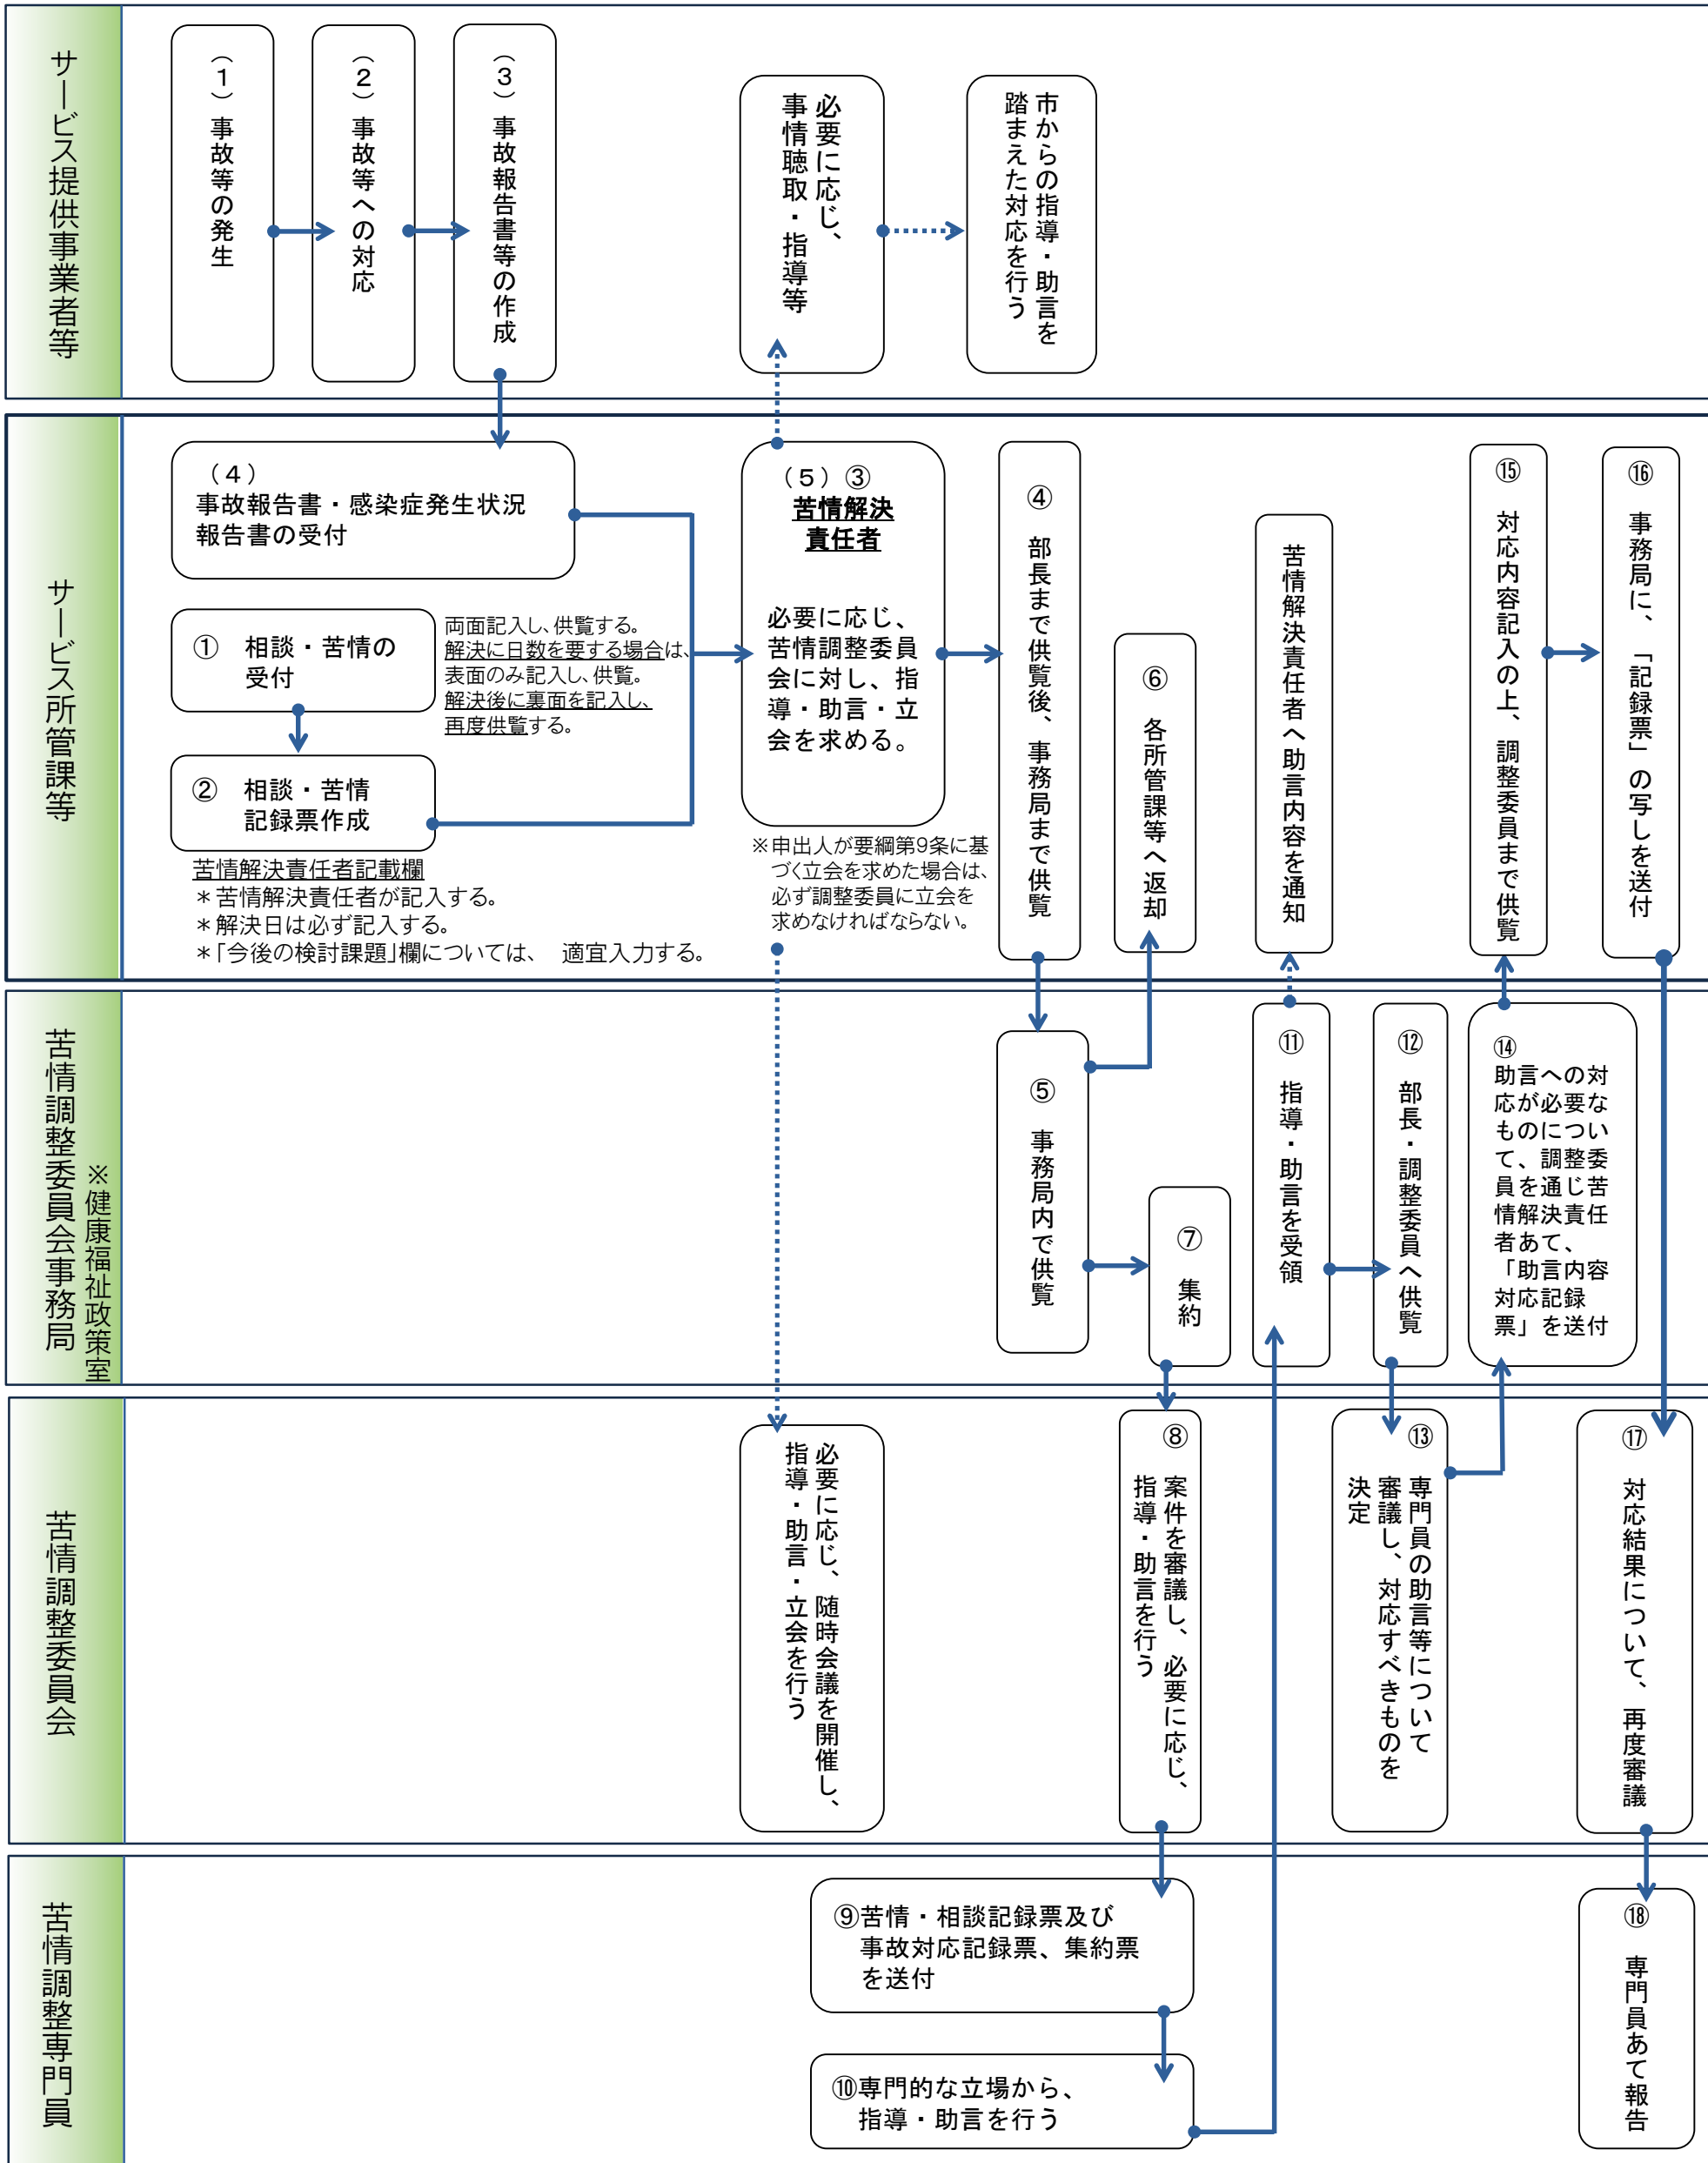 サービス提供事業者等
（１）事故等の発生
（２）事故等への対応
（３）事故報告書等の作成
必要に応じ、
事情聴取・指導等
市からの指導・助言を
踏まえた対応を行う
サービス所管課等
（４）
事故報告書・感染症発生状況
報告書の受付
① 相談・苦情の
受付
両面記入し、供覧する。
解決に日数を要する場合は、
表面のみ記入し、供覧。
解決後に裏面を記入し、
再度供覧する。
② 相談・苦情
記録票作成
苦情解決責任者記載欄
＊苦情解決責任者が記入する。
＊解決日は必ず記入する。
＊「今後の検討課題」欄については、 適宜入力する。
（５）③
苦情解決
責任者
必要に応じ、
苦情調整委員
会に対し、指
導・助言・立
会を求める。
※申出人が要綱第9条に基
づく立会を求めた場合は、
必ず調整委員に立会を
求めなければならない。
④ 部長まで供覧後、事務局まで供覧
⑥ 各所管課等へ返却
苦情解決責任者へ助言内容を通知
⑮ 対応内容記入の上、調整委員まで供覧
⑯ 事務局に、「記録票」の写しを送付
苦情調整委員会事務局
※健康福祉政策室
⑤ 事務局内で供覧
⑦ 集約
⑪ 指導・助言を受領
⑫ 部長・調整委員へ供覧
⑭
助言への対
応が必要な
ものについ
て、調整委
員を通じ苦
情解決責任
者あて、
「助言内容
対応記録
票」を送付
苦情調整委員会
必要に応じ、随時会議を開催し、
指導・助言・立会を行う
⑧ 案件を審議し、必要に応じ、
指導・助言を行う
⑬ 専門員の助言等について
審議し、対応すべきものを
決定
⑰ 対応結果について、再度審議
苦情調整専門員
⑨苦情・相談記録票及び
事故対応記録票、集約票
を送付
⑩専門的な立場から、
指導・助言を行う
⑱ 専門員あて報告